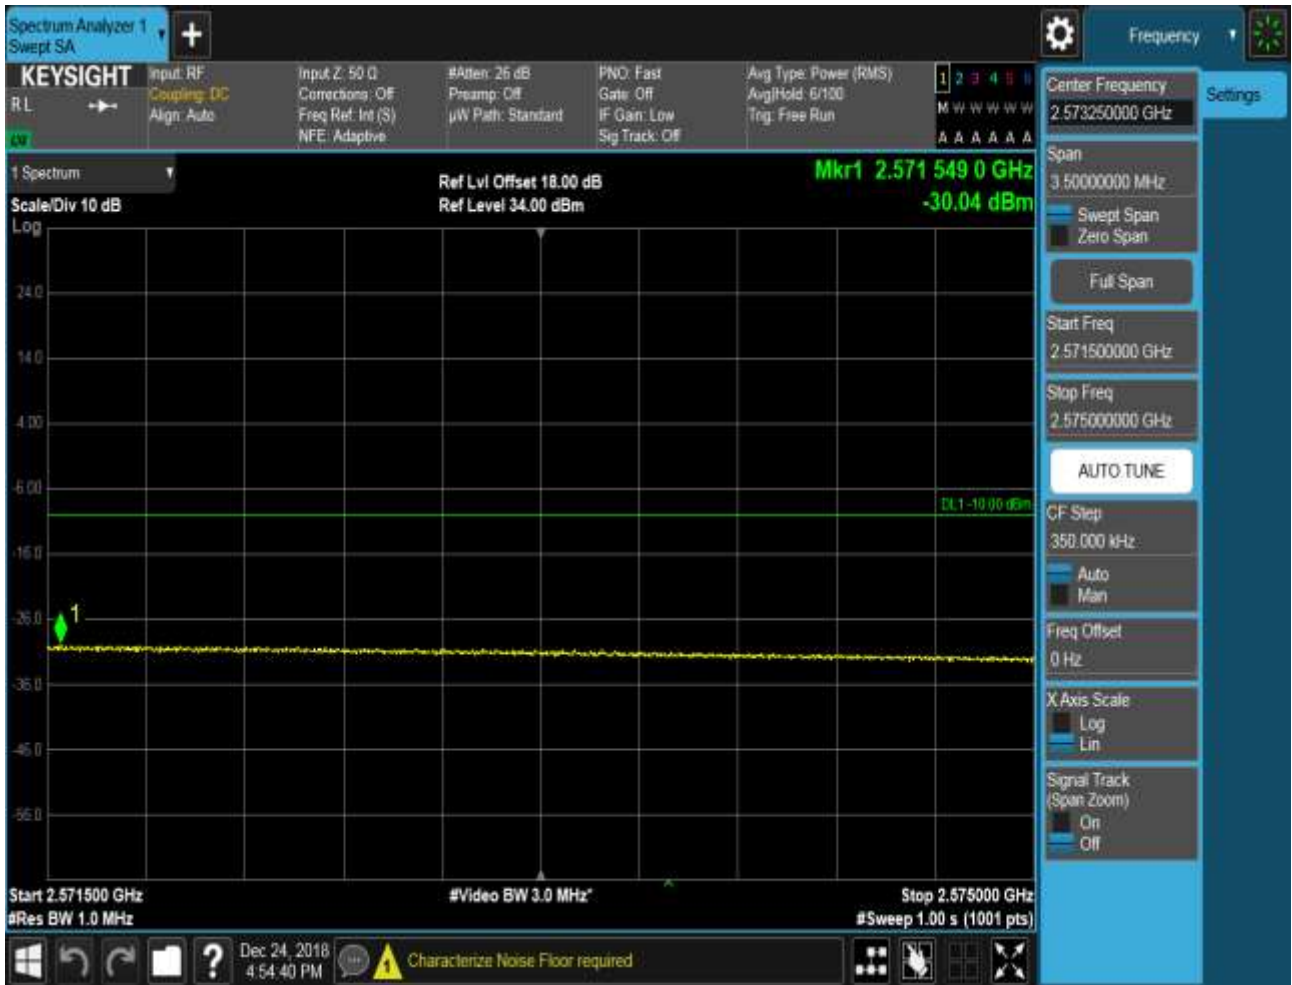 Spectrum Analyzer 1
Swept SA
Frequency
KEYSIGHT
Input: RF
Coupling: DC
Align: Auto
Input Z: 50 Ω
Corrections: Off
Freq Ref: Int (S)
NFE: Adaptive
#Atten: 26 dB
Preamp: Off
µW Path: Standard
PNO: Fast
Gate: Off
IF Gain: Low
Sig Track: Off
Avg Type: Power (RMS)
Avg|Hold: 6/100
Trig: Free Run
1 2 3 4 5 6
M W W W W W
A A A A A A
RL
Center Frequency
2.573250000 GHz
Settings
1 Spectrum
Ref Lvl Offset 18.00 dB
Mkr1 2.571 549 0 GHz
Scale/Div 10 dB
Ref Level 34.00 dBm
-30.04 dBm
Log
24.0
14.0
4.00
-6.00
-16.0
-26.0
-36.0
-46.0
-56.0
DL1 -10.00 dBm
1
Span
3.50000000 MHz
Swept Span
Zero Span
Full Span
Start Freq
2.571500000 GHz
Stop Freq
2.575000000 GHz
AUTO TUNE
CF Step
350.000 kHz
Auto
Man
Freq Offset
0 Hz
X Axis Scale
Log
Lin
Signal Track
(Span Zoom)
On
Off
Start 2.571500 GHz
#Video BW 3.0 MHz*
Stop 2.575000 GHz
#Res BW 1.0 MHz
#Sweep 1.00 s (1001 pts)
?
Dec 24, 2018
4:54:40 PM
1
Characterize Noise Floor required